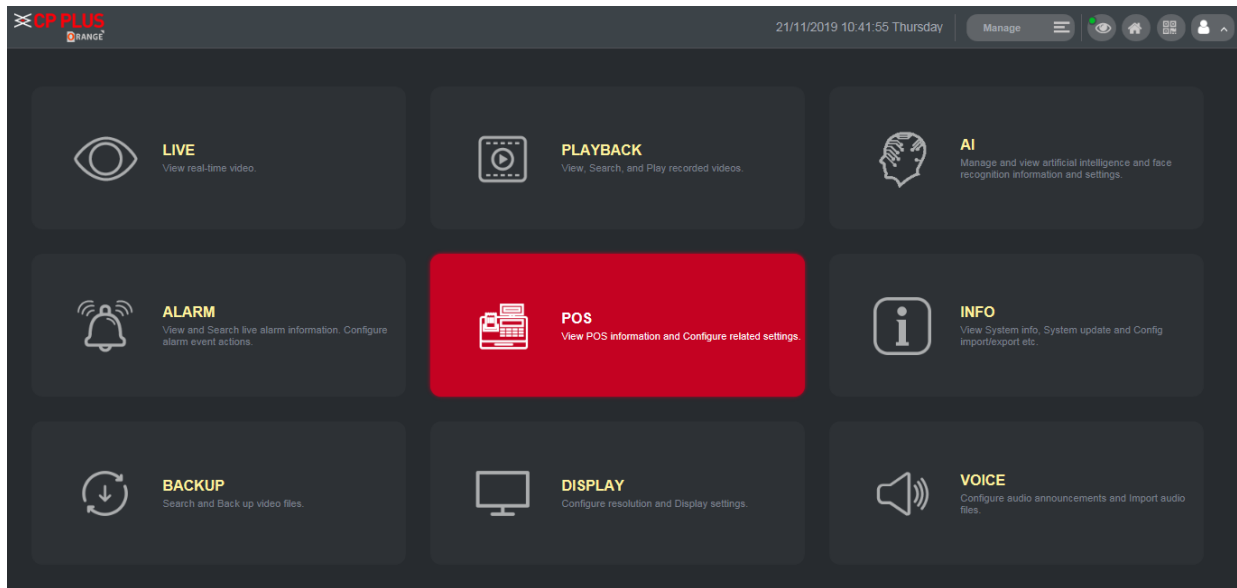 CP PLUS
ORANGE
21/11/2019 10:41:55 Thursday
Manage
LIVE
View real-time video.
PLAYBACK
View, Search, and Play recorded videos.
AI
Manage and view artificial intelligence and face
recognition information and settings.
ALARM
View and Search live alarm information. Configure
alarm event actions.
POS
View POS information and Configure related settings.
INFO
View System info, System update and Config
import/export etc.
BACKUP
Search and Back up video files.
DISPLAY
Configure resolution and Display settings.
VOICE
Configure audio announcements and Import audio
files.